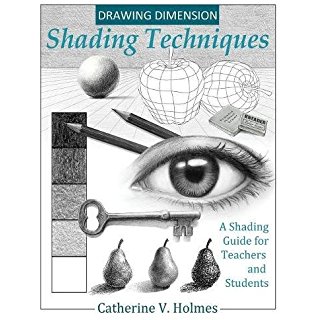 DRAWING DIMENSION
Shading Techniques
A Shading
Guide for
Teachers
and
Students
Catherine V. Holmes